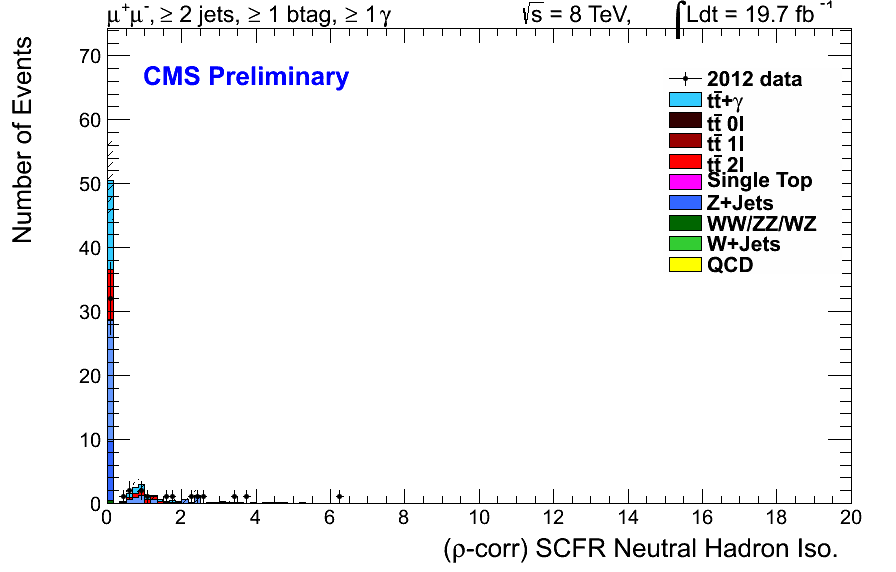 μ⁺μ⁻, ≥ 2 jets, ≥ 1 btag, ≥ 1 γ
√s = 8 TeV, ∫Ldt = 19.7 fb⁻¹
CMS Preliminary
2012 data
tt̄+γ
tt̄ 0l
tt̄ 1l
tt̄ 2l
Single Top
Z+Jets
WW/ZZ/WZ
W+Jets
QCD
Number of Events
70
60
50
40
30
20
10
0
0 2 4 6 8 10 12 14 16 18 20
(ρ-corr) SCFR Neutral Hadron Iso.